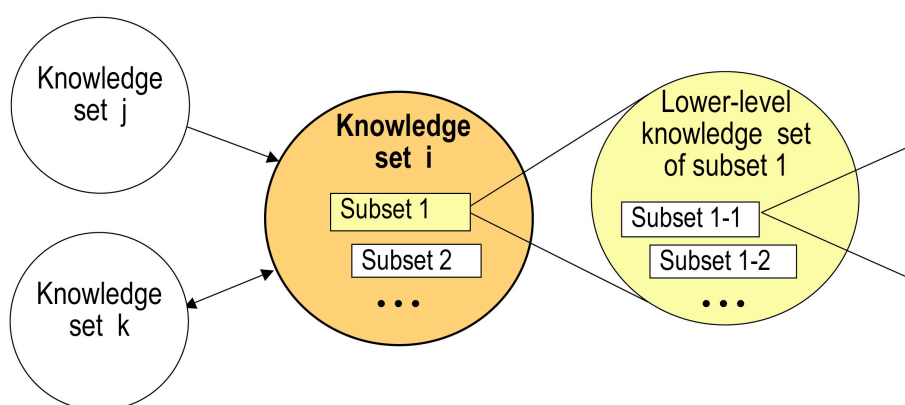 Knowledge
set j
Knowledge
set i
Subset 1
Subset 2
• • •
Knowledge
set k
Lower-level
knowledge set
of subset 1
Subset 1-1
Subset 1-2
• • •